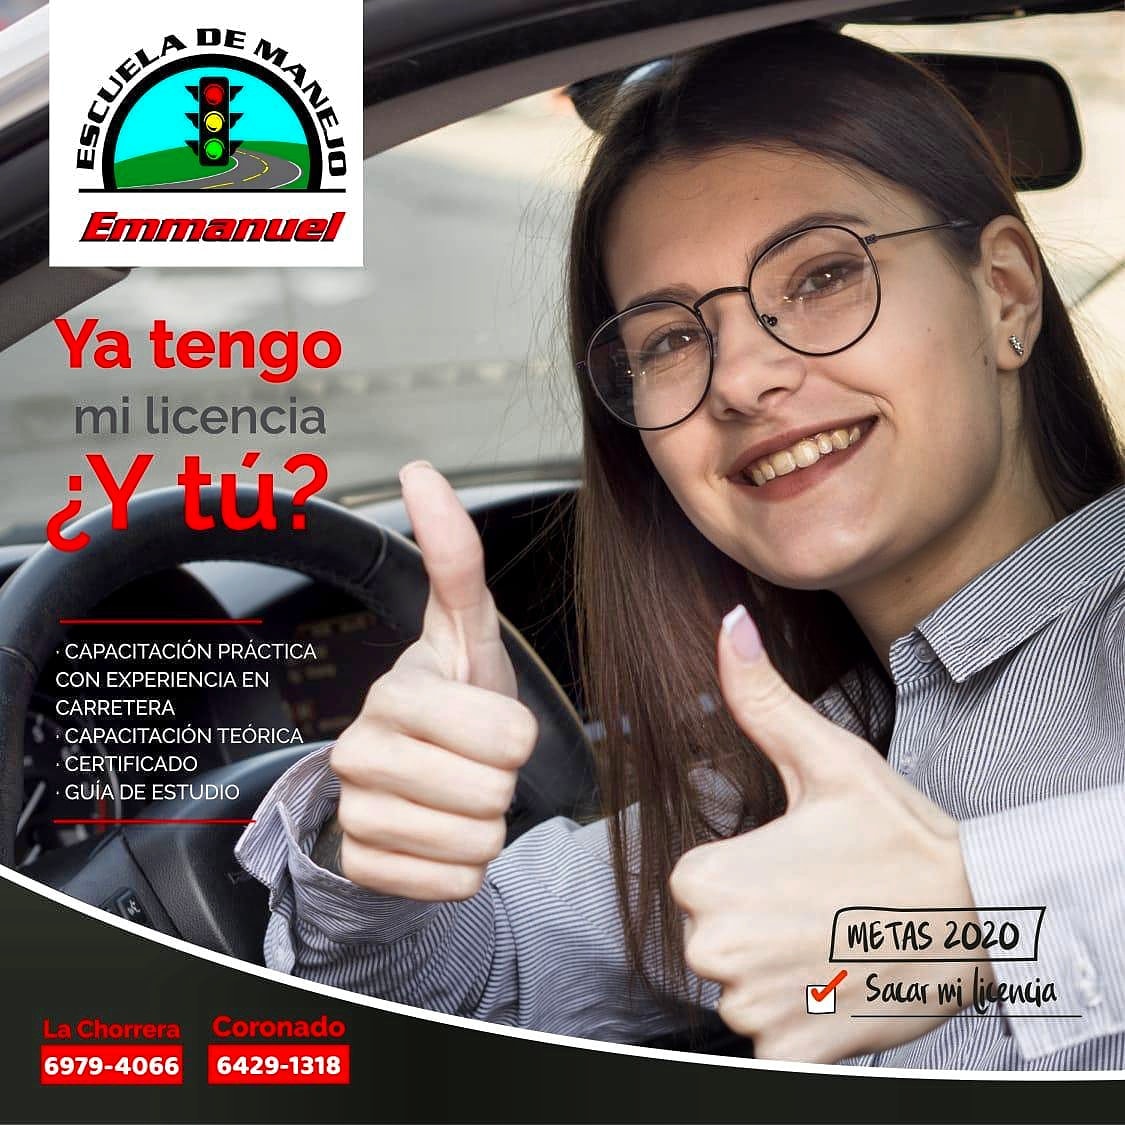 ESCUELA DE MANEJO
Emmanuel
Ya tengo
mi licencia
¿Y tú?
· CAPACITACIÓN PRÁCTICA
CON EXPERIENCIA EN
CARRETERA
· CAPACITACIÓN TEÓRICA
· CERTIFICADO
· GUÍA DE ESTUDIO
METAS 2020
Sacar mi licencia
La Chorrera
6979-4066
Coronado
6429-1318